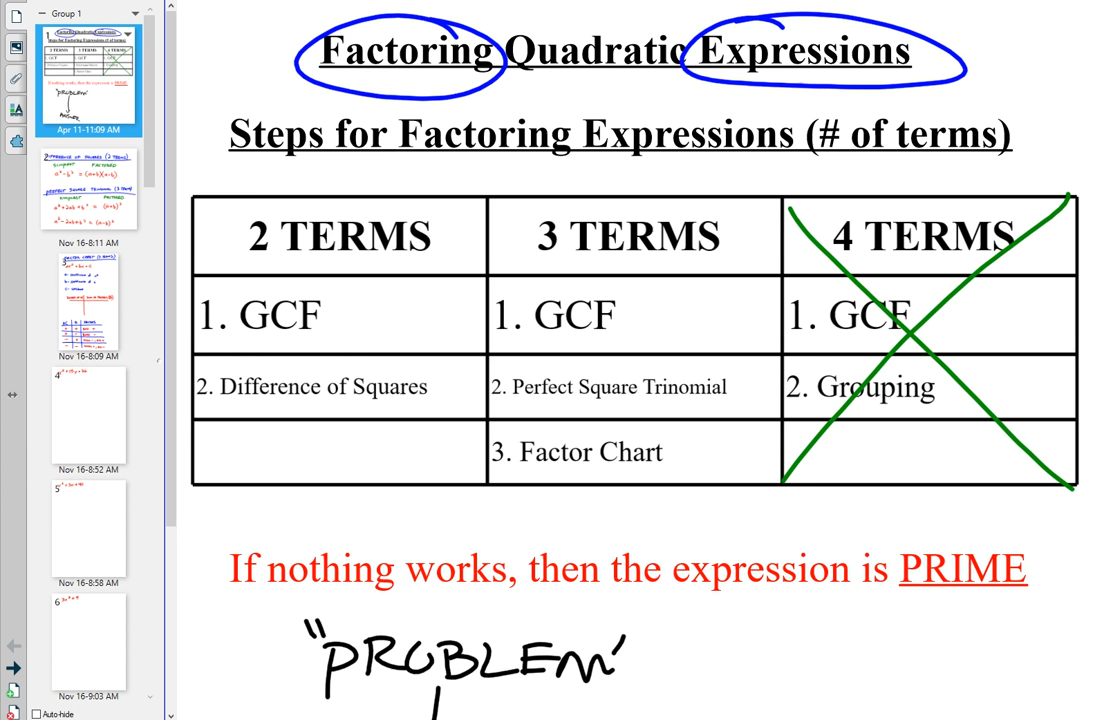 Group 1
Apr 11-11:09 AM
Nov 16-8:11 AM
Nov 16-8:09 AM
Nov 16-8:52 AM
Nov 16-8:58 AM
Nov 16-9:03 AM
Auto-hide
Factoring Quadratic Expressions
Steps for Factoring Expressions (# of terms)
2 TERMS 3 TERMS 4 TERMS
1. GCF 1. GCF 1. GCF
2. Difference of Squares 2. Perfect Square Trinomial 2. Grouping
3. Factor Chart
If nothing works, then the expression is PRIME
"PROBLEM"